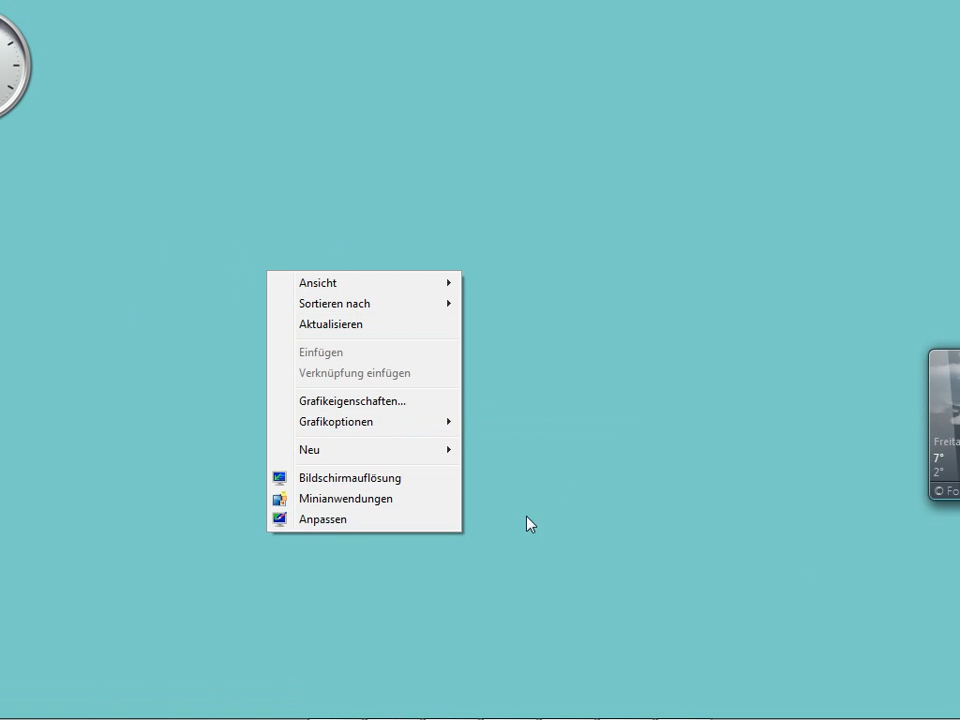 Ansicht
Sortieren nach
Aktualisieren
Einfügen
Verknüpfung einfügen
Grafikeigenschaften...
Grafikoptionen
Neu
Bildschirmauflösung
Minianwendungen
Anpassen
7°
2°
©